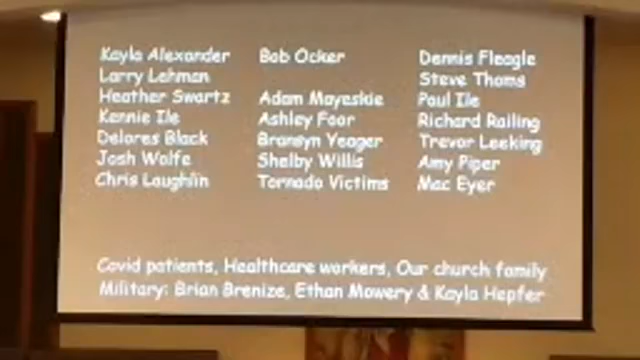 Kayla Alexander Bob Ocker Dennis Fleagle
Larry Lehman Steve Thoms
Heather Swartz Adam Mayeskie Paul Ile
Kennie Ile Ashley Foor Richard Railing
Delores Black Bransyn Yeager Trevor Leeking
Josh Wolfe Shelby Willis Amy Piper
Chris Laughlin Tornado Victims Mac Eyer
Covid patients, Healthcare workers, Our church family
Military: Brian Brenize, Ethan Mowery & Kayla Hepfer